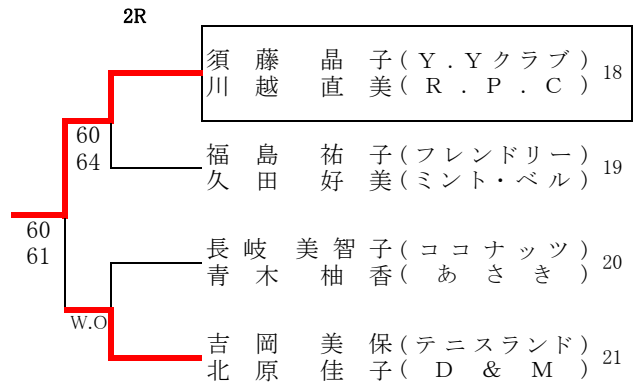 2R
須藤 晶子(Y.Yクラブ) 18
川越 直美(R.P.C)
60
64
福島 祐子(フレンドリー) 19
久田 好美(ミント・ベル)
60
61
長岐 美智子(ココナッツ) 20
青木 柚香(あさき)
W.O
吉岡 美保(テニスランド) 21
北原 佳子(D&M)